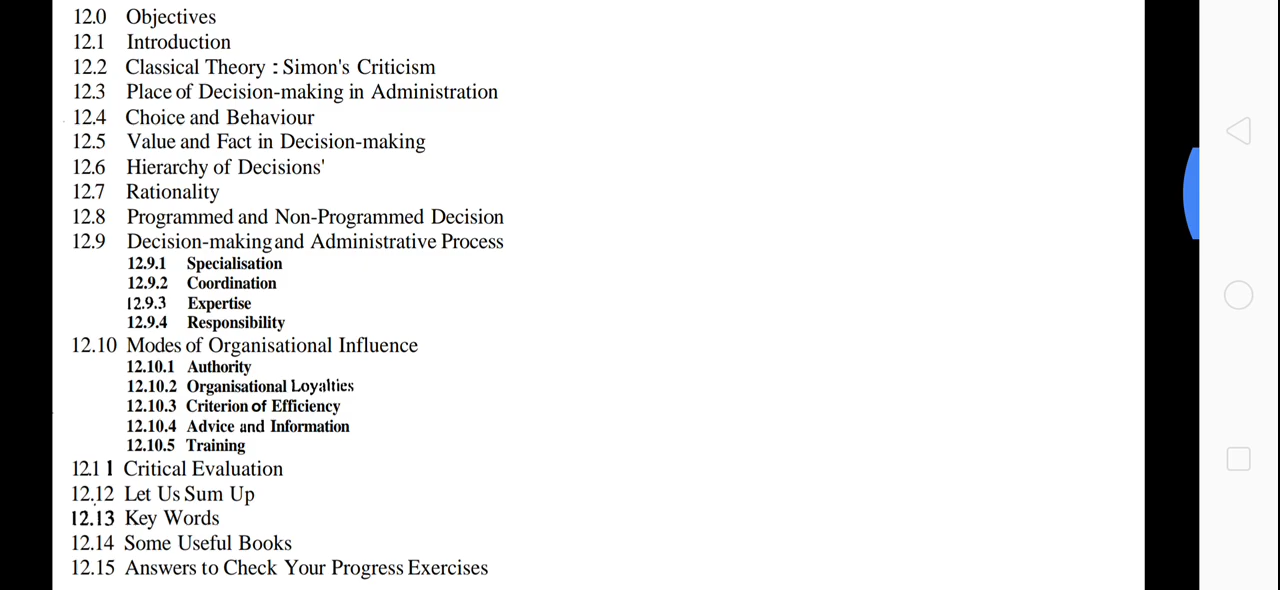 12.0 Objectives
12.1 Introduction
12.2 Classical Theory : Simon's Criticism
12.3 Place of Decision-making in Administration
12.4 Choice and Behaviour
12.5 Value and Fact in Decision-making
12.6 Hierarchy of Decisions'
12.7 Rationality
12.8 Programmed and Non-Programmed Decision
12.9 Decision-making and Administrative Process
12.9.1 Specialisation
12.9.2 Coordination
12.9.3 Expertise
12.9.4 Responsibility
12.10 Modes of Organisational Influence
12.10.1 Authority
12.10.2 Organisational Loyalties
12.10.3 Criterion of Efficiency
12.10.4 Advice and Information
12.10.5 Training
12.1 1 Critical Evaluation
12.12 Let Us Sum Up
12.13 Key Words
12.14 Some Useful Books
12.15 Answers to Check Your Progress Exercises